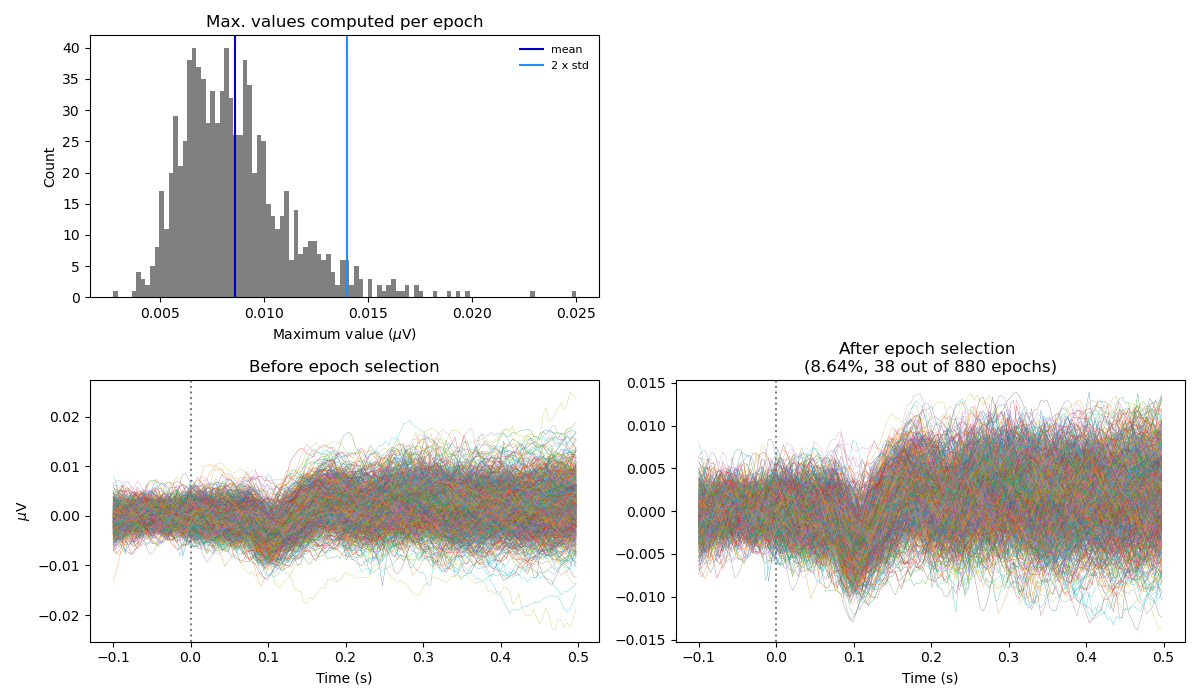 Max. values computed per epoch
40
35
30
25
20
15
10
5
0
Count
mean
2 x std
0.005 0.010 0.015 0.020 0.025
Maximum value (μV)
Before epoch selection
0.02
0.01
0.00
−0.01
−0.02
μV
−0.1 0.0 0.1 0.2 0.3 0.4 0.5
Time (s)
After epoch selection
(8.64%, 38 out of 880 epochs)
0.015
0.010
0.005
0.000
−0.005
−0.010
−0.015
−0.1 0.0 0.1 0.2 0.3 0.4 0.5
Time (s)